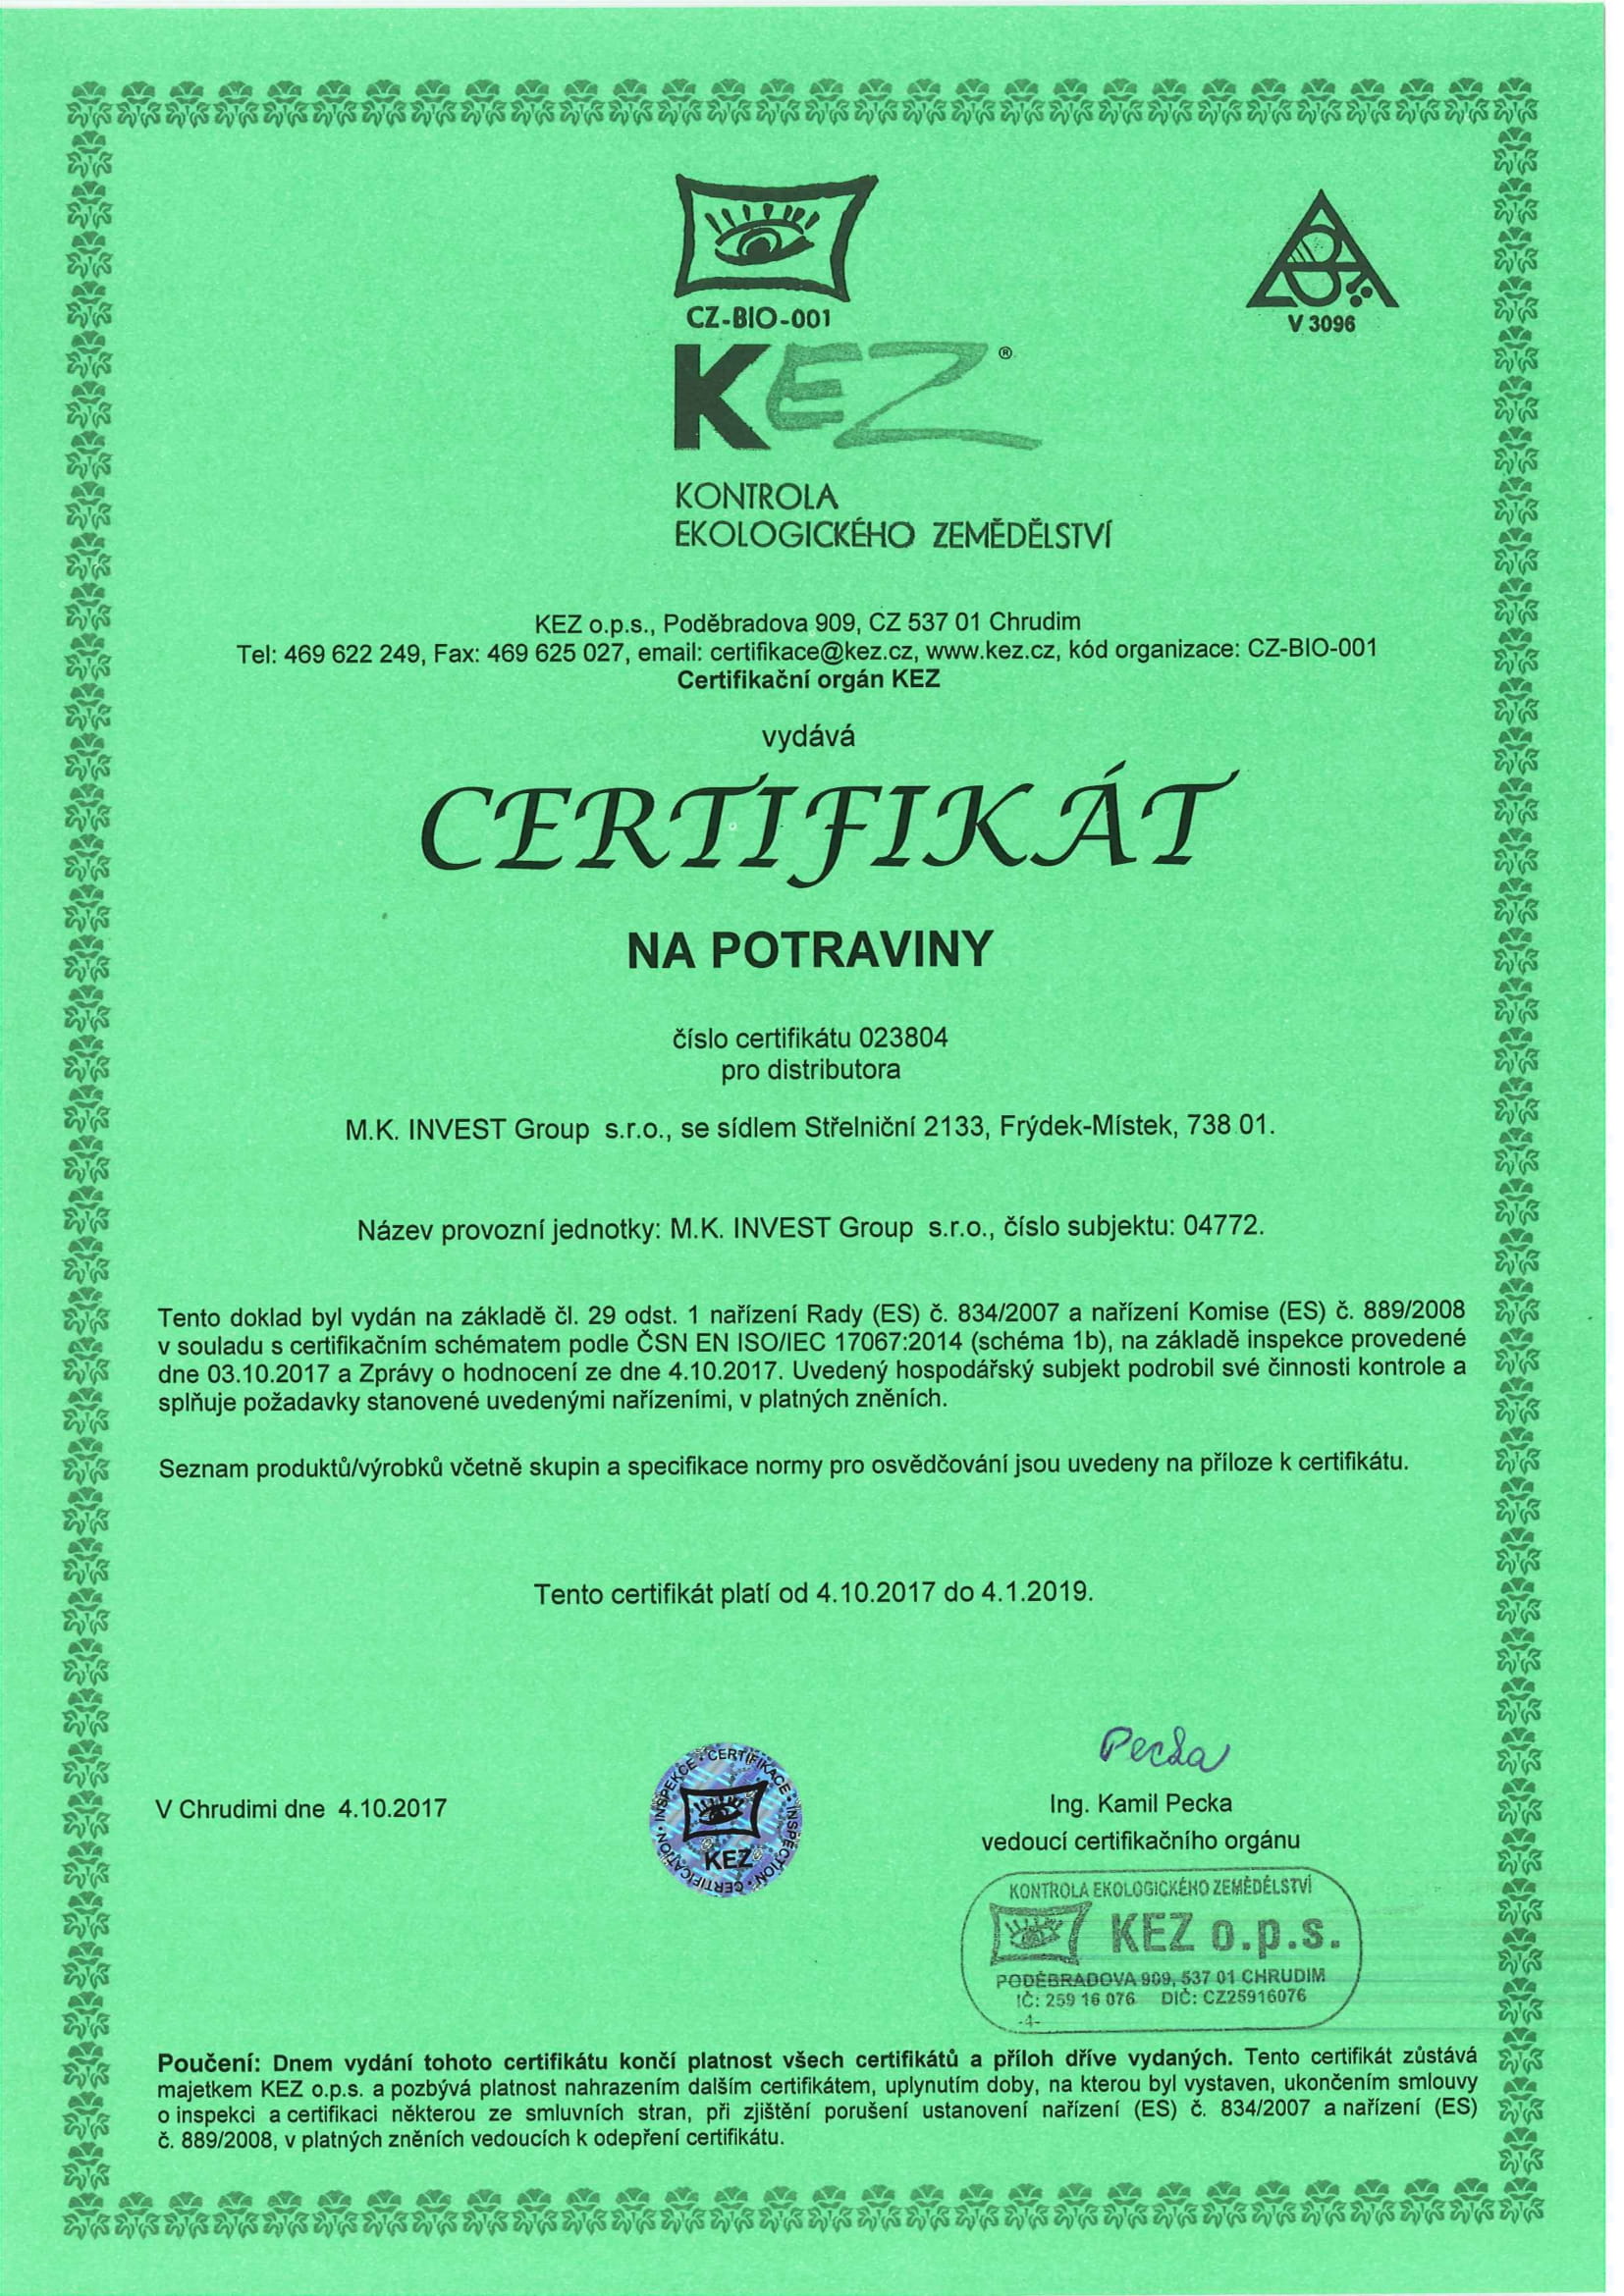 CZ-BIO-001
V 3096
KEZ ®
KONTROLA
EKOLOGICKÉHO ZEMĚDĚLSTVÍ
KEZ o.p.s., Poděbradova 909, CZ 537 01 Chrudim
Tel: 469 622 249, Fax: 469 625 027, email: certifikace@kez.cz, www.kez.cz, kód organizace: CZ-BIO-001
Certifikační orgán KEZ
vydává
CERTIFIKÁT
NA POTRAVINY
číslo certifikátu 023804
pro distributora
M.K. INVEST Group s.r.o., se sídlem Střelniční 2133, Frýdek-Místek, 738 01.
Název provozní jednotky: M.K. INVEST Group s.r.o., číslo subjektu: 04772.
Tento doklad byl vydán na základě čl. 29 odst. 1 nařízení Rady (ES) č. 834/2007 a nařízení Komise (ES) č. 889/2008
v souladu s certifikačním schématem podle ČSN EN ISO/IEC 17067:2014 (schéma 1b), na základě inspekce provedené
dne 03.10.2017 a Zprávy o hodnocení ze dne 4.10.2017. Uvedený hospodářský subjekt podrobil své činnosti kontrole a
splňuje požadavky stanovené uvedenými nařízeními, v platných zněních.
Seznam produktů/výrobků včetně skupin a specifikace normy pro osvědčování jsou uvedeny na příloze k certifikátu.
Tento certifikát platí od 4.10.2017 do 4.1.2019.
Pecka
V Chrudimi dne 4.10.2017
INSPEKCE • CERTIFIKACE • INSPECTION • CERTIFICATION •
KEZ
Ing. Kamil Pecka
vedoucí certifikačního orgánu
KONTROLA EKOLOGICKÉHO ZEMĚDĚLSTVÍ
KEZ o.p.s.
PODĚBRADOVA 909, 537 01 CHRUDIM
IČ: 259 16 076 DIČ: CZ25916076
-4-
Poučení: Dnem vydání tohoto certifikátu končí platnost všech certifikátů a příloh dříve vydaných. Tento certifikát zůstává
majetkem KEZ o.p.s. a pozbývá platnost nahrazením dalším certifikátem, uplynutím doby, na kterou byl vystaven, ukončením smlouvy
o inspekci a certifikaci některou ze smluvních stran, při zjištění porušení ustanovení nařízení (ES) č. 834/2007 a nařízení (ES)
č. 889/2008, v platných zněních vedoucích k odepření certifikátu.